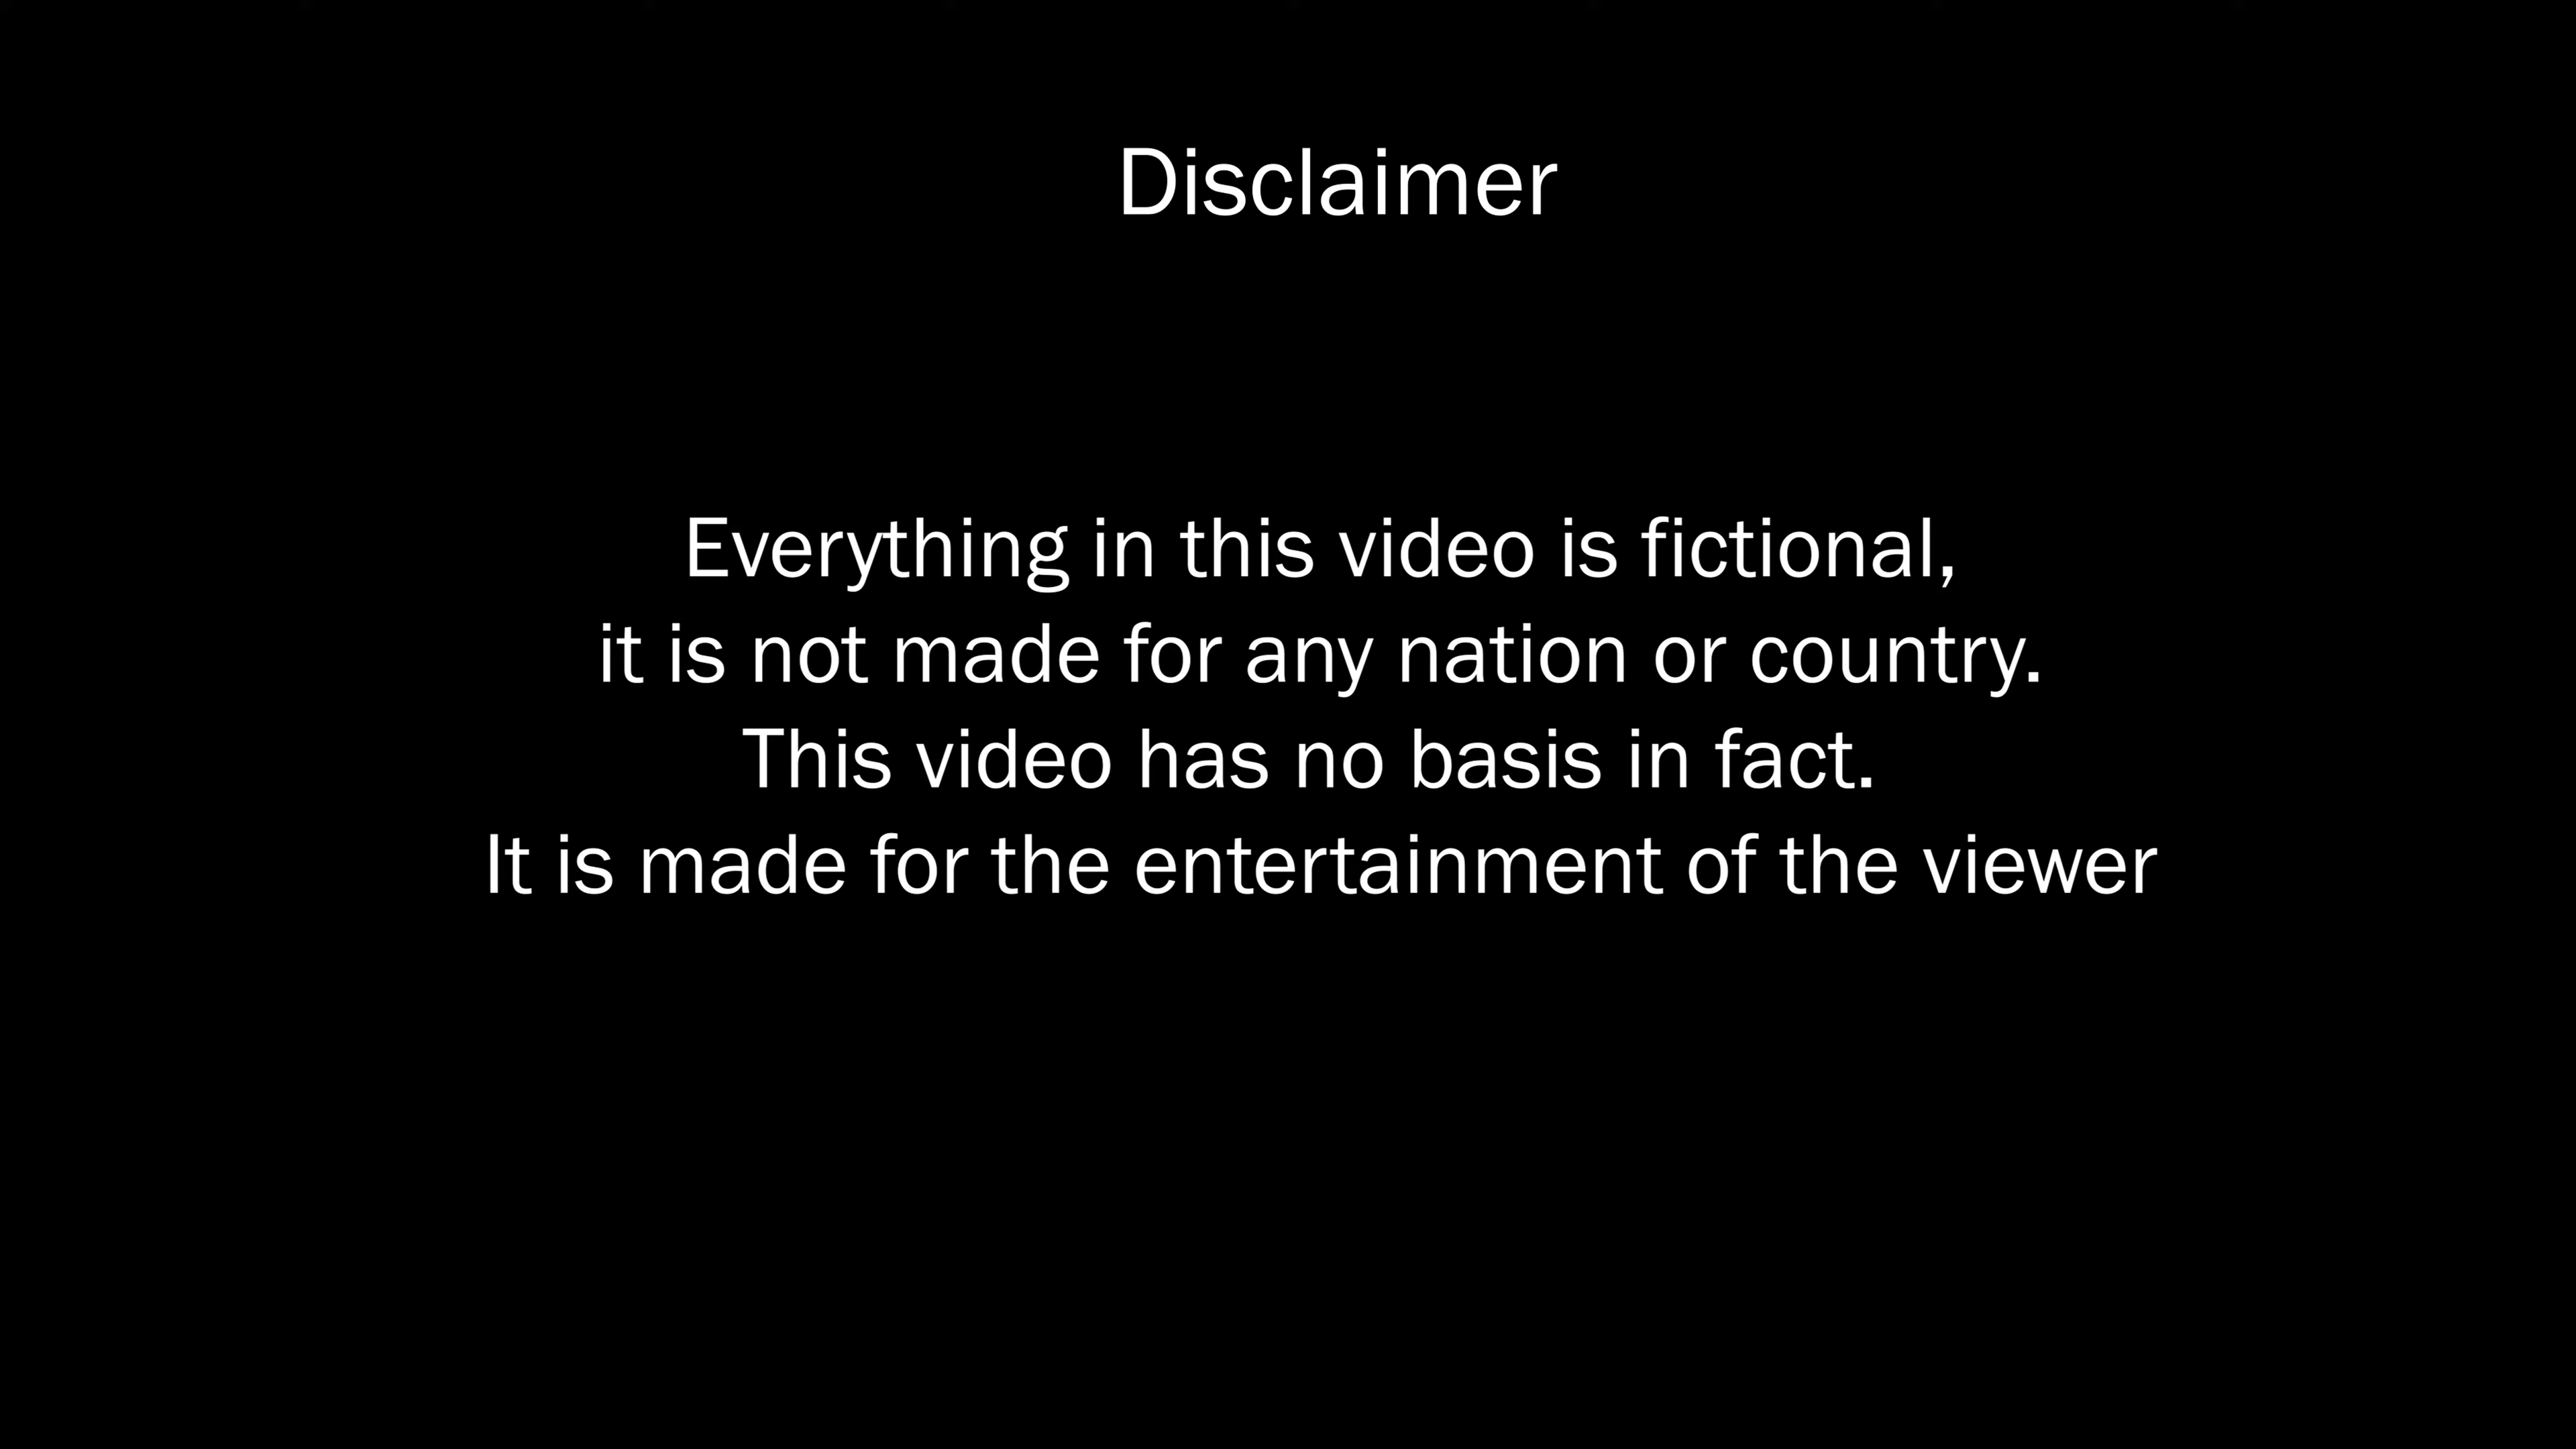 Disclaimer
Everything in this video is fictional,
it is not made for any nation or country.
This video has no basis in fact.
It is made for the entertainment of the viewer